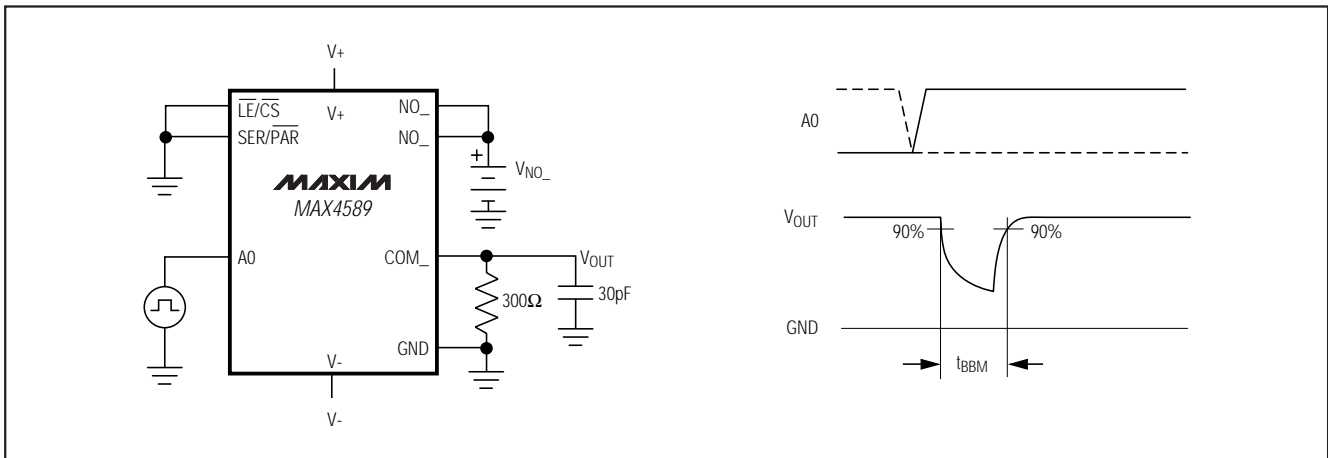 V+
LE/CS
V+
NO_
SER/PAR
NO_
+
V_NO_
MAXIM
MAX4589
A0
COM_
V_OUT
300Ω
30pF
GND
V-
V-
A0
V_OUT
90%
90%
GND
t_BBM